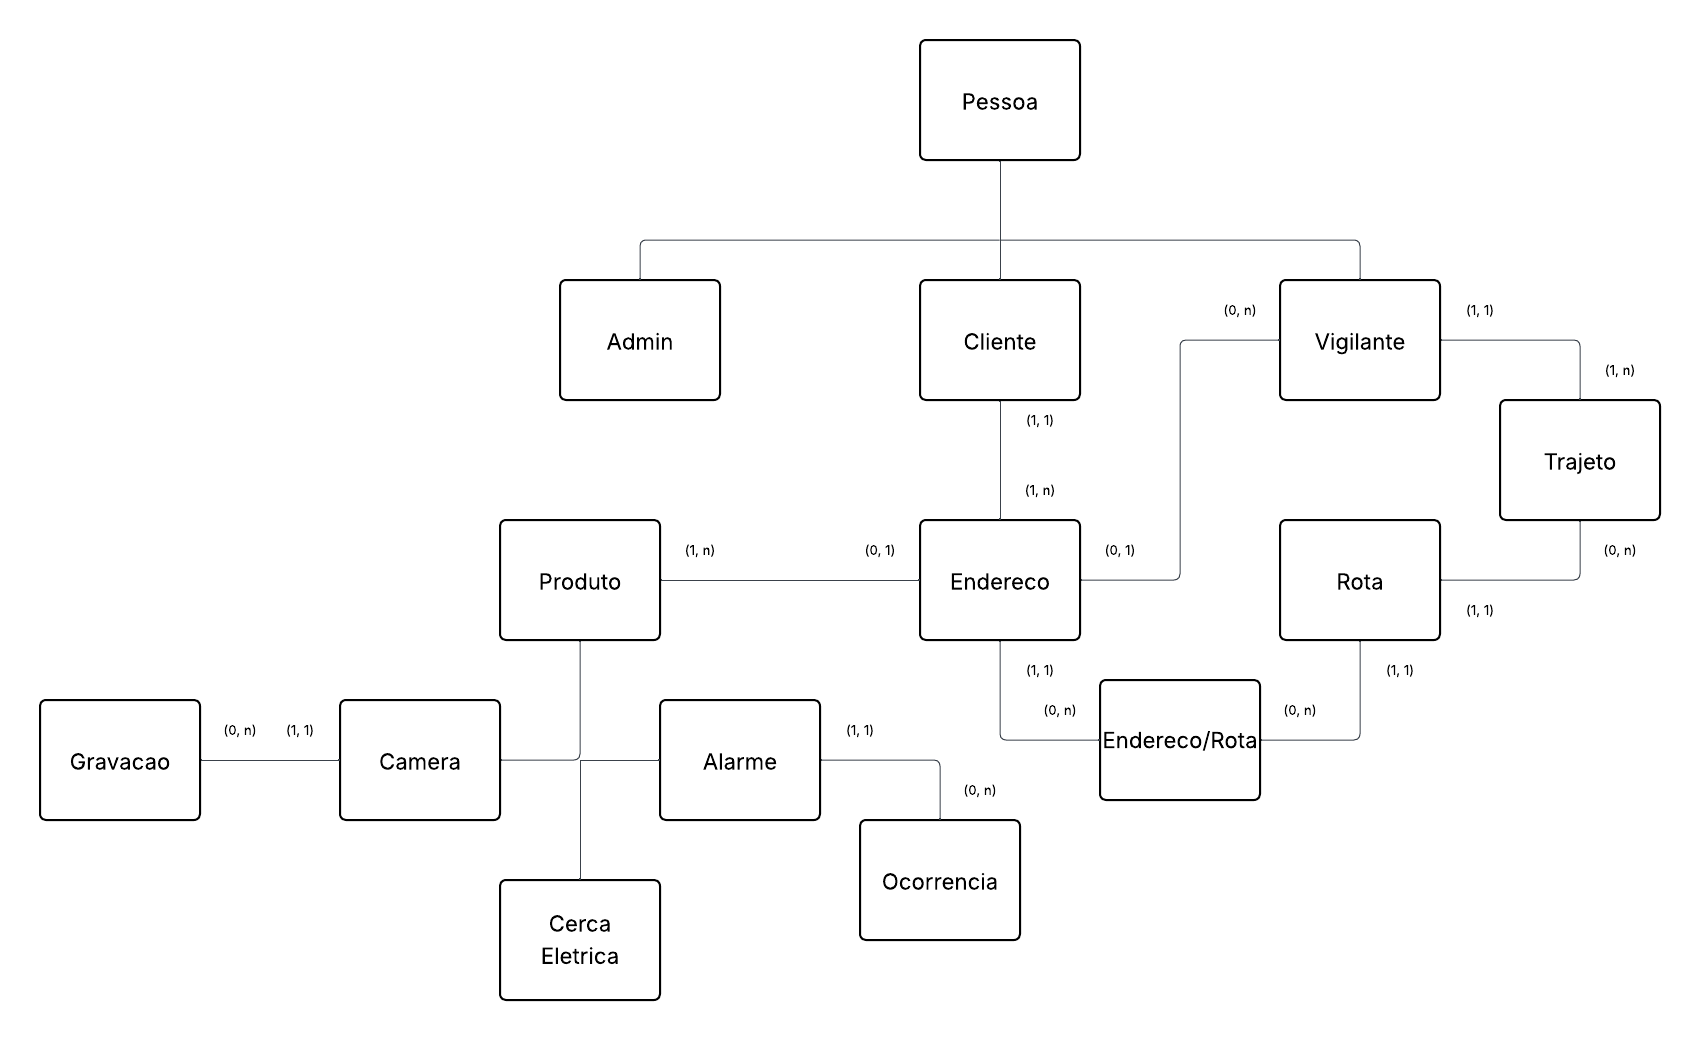 Pessoa
Admin
Cliente
(0, n)
Vigilante
(1, 1)
(1, n)
(1, 1)
Trajeto
(1, n)
Produto
(1, n)
(0, 1)
Endereco
(0, 1)
Rota
(0, n)
(1, 1)
(1, 1)
(1, 1)
(0, n)
Endereco/Rota
(0, n)
Gravacao
(0, n)
(1, 1)
Camera
Alarme
(1, 1)
(0, n)
Ocorrencia
Cerca
Eletrica